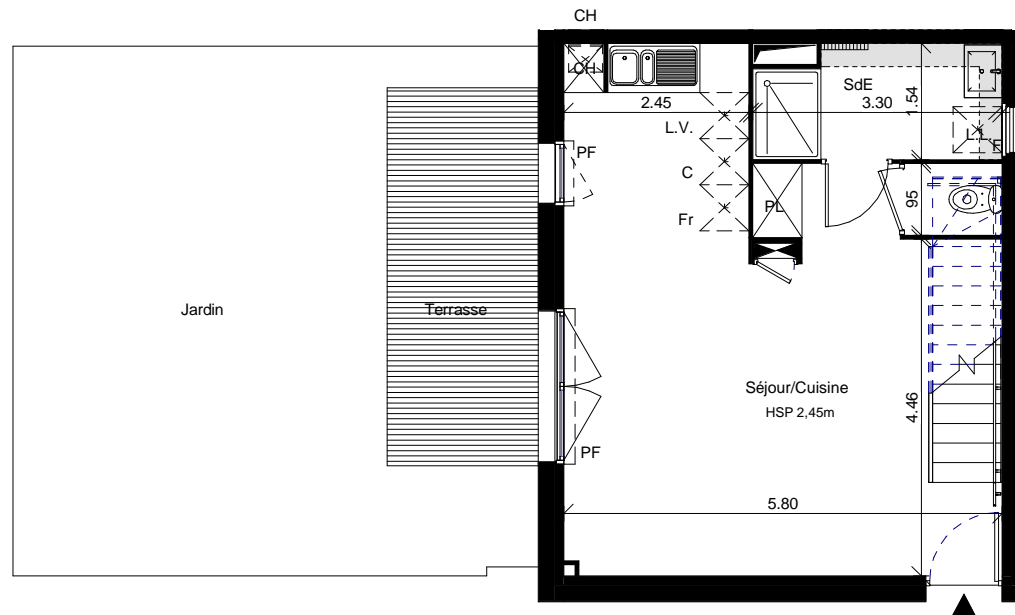 CH
CH
SdE
2.45
3.30
1.54
L.V.
L.L.
F
PF
C
95
PL
Fr
Jardin
Terrasse
Séjour/Cuisine
HSP 2,45m
4.46
PF
5.80